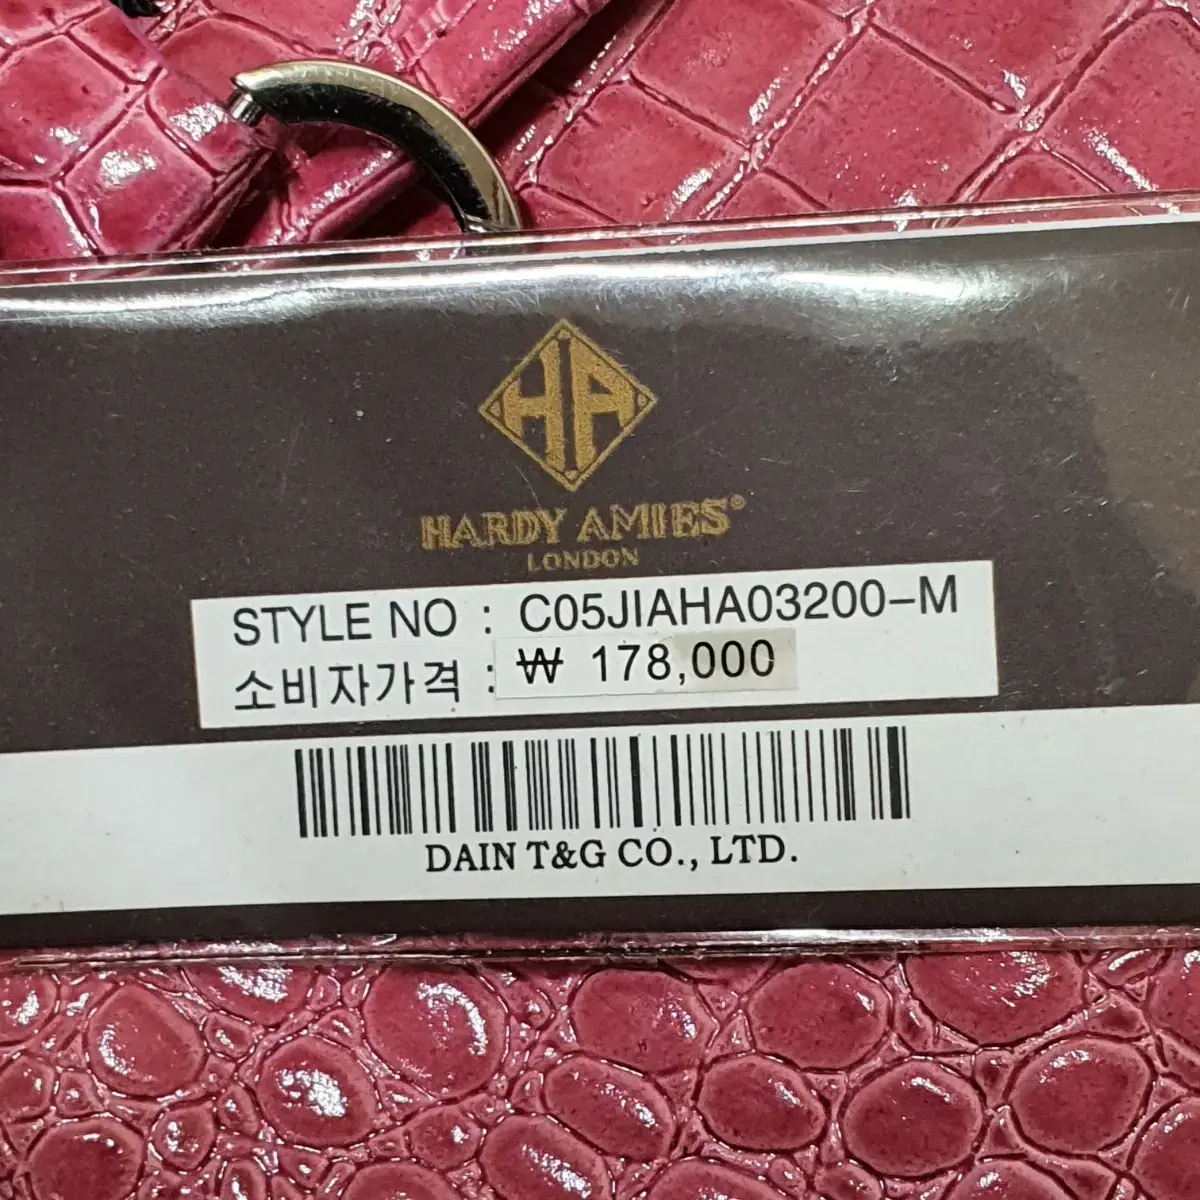 HA
HARDY AMIES®
LONDON
STYLE NO : C05JIAHA03200-M
소비자가격 : ₩ 178,000
DAIN T&G CO., LTD.